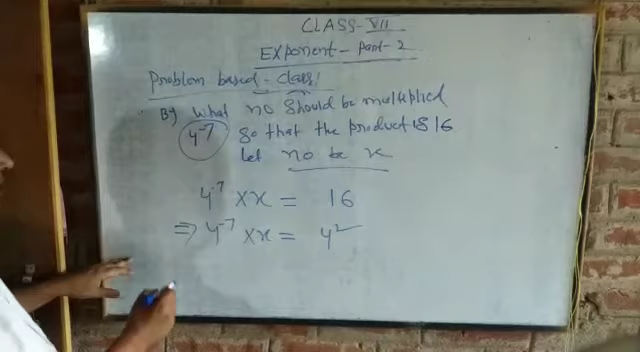 CLASS-VII
Exponent - Part-2
Problem based - Class!
By What no should be multiplied
4⁻⁷ so that the product is 16
Let no be x
4⁻⁷ × x = 16
⇒ 4⁻⁷ × x = 4²